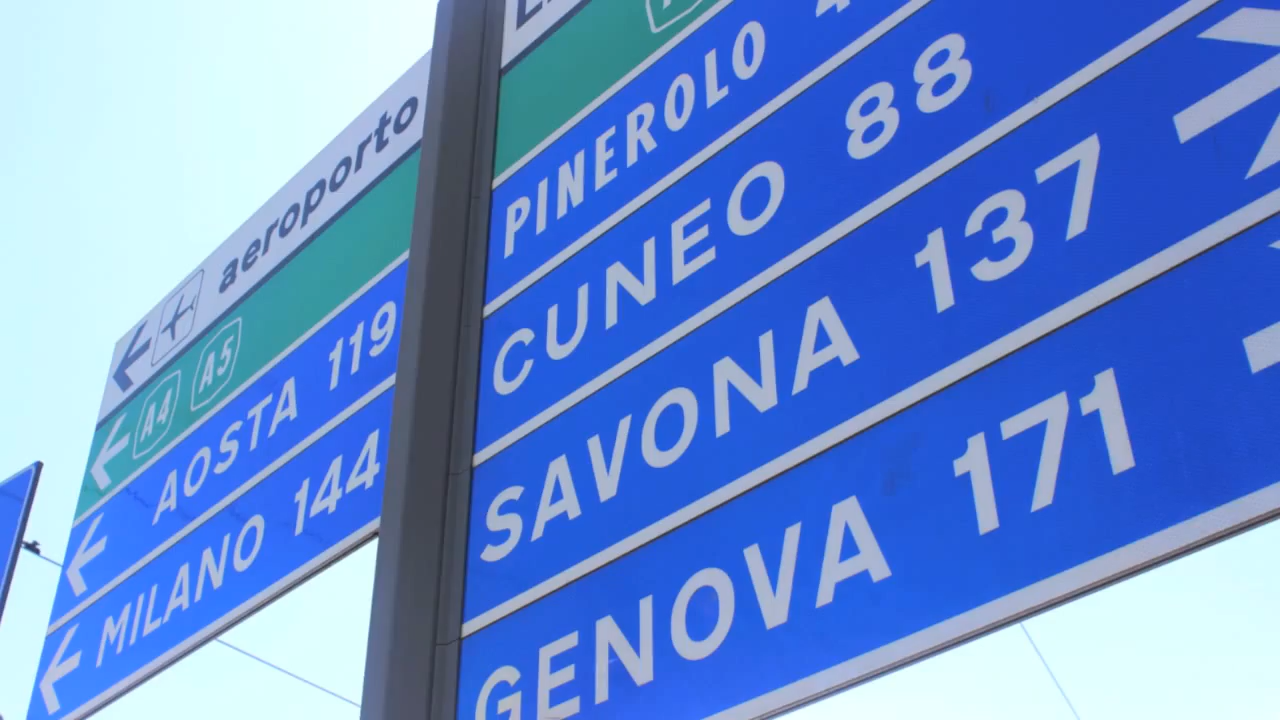 aeroporto
A4 A5
AOSTA 119
MILANO 144
PINEROLO
CUNEO 88
SAVONA 137
GENOVA 171